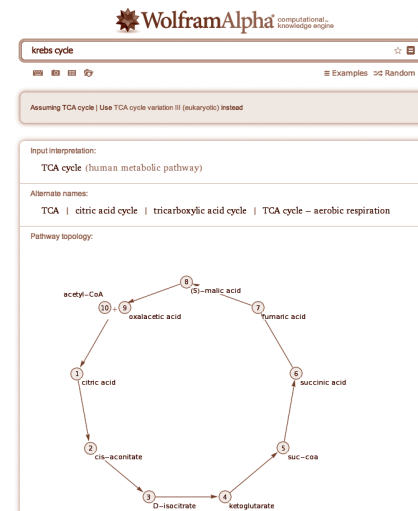 WolframAlpha computational... knowledge engine
krebs cycle
Examples Random
Assuming TCA cycle | Use TCA cycle variation III (eukaryotic) instead
Input interpretation:
TCA cycle (human metabolic pathway)
Alternate names:
TCA | citric acid cycle | tricarboxylic acid cycle | TCA cycle – aerobic respiration
Pathway topology:
8
(S)-malic acid
acetyl-CoA
10 + 9
oxalacetic acid
7
fumaric acid
1
citric acid
6
succinic acid
2
cis-aconitate
5
suc-coa
3
D-isocitrate
4
ketoglutarate